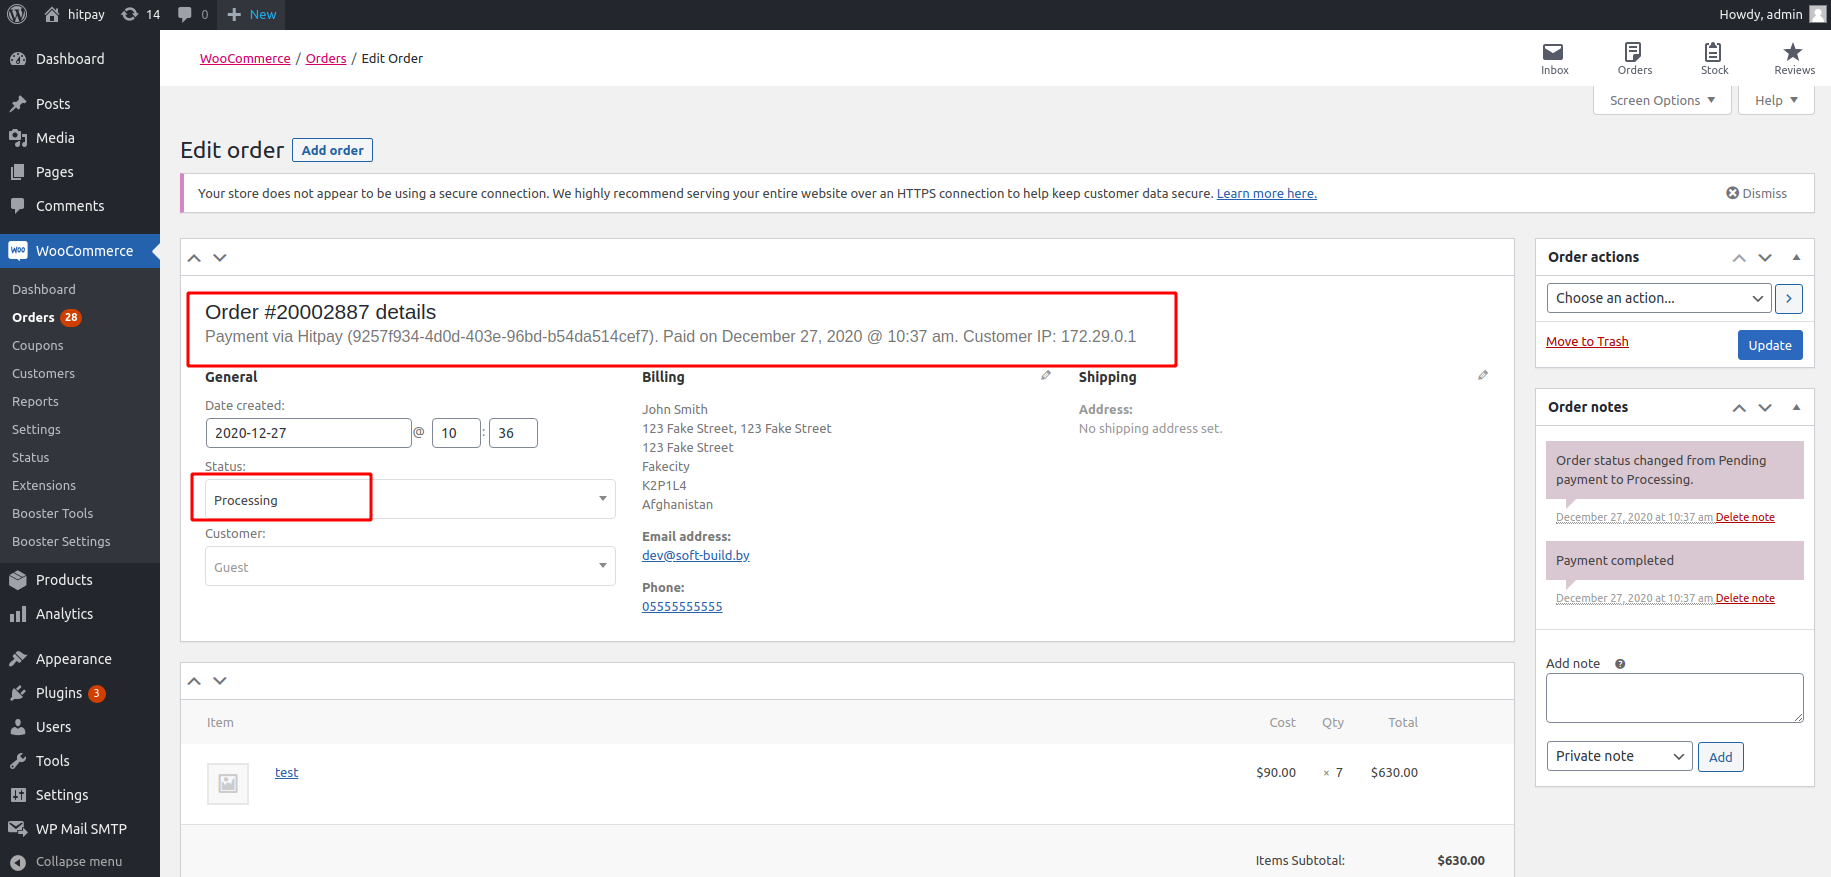 hitpay
14
0
New
Howdy, admin
Dashboard
Posts
Media
Pages
Comments
WooCommerce
Dashboard
Orders 28
Coupons
Customers
Reports
Settings
Status
Extensions
Booster Tools
Booster Settings
Products
Analytics
Appearance
Plugins 3
Users
Tools
Settings
WP Mail SMTP
Collapse menu
WooCommerce / Orders / Edit Order
Inbox
Orders
Stock
Reviews
Screen Options
Help
Edit order
Add order
Your store does not appear to be using a secure connection. We highly recommend serving your entire website over an HTTPS connection to help keep customer data secure. Learn more here.
Dismiss
Order #20002887 details
Payment via Hitpay (9257f934-4d0d-403e-96bd-b54da514cef7). Paid on December 27, 2020 @ 10:37 am. Customer IP: 172.29.0.1
General
Date created:
2020-12-27 @ 10 : 36
Status:
Processing
Customer:
Guest
Billing
John Smith
123 Fake Street, 123 Fake Street
123 Fake Street
Fakecity
K2P1L4
Afghanistan
Email address:
dev@soft-build.by
Phone:
05555555555
Shipping
Address:
No shipping address set.
Item
Cost
Qty
Total
test
$90.00
× 7
$630.00
Items Subtotal:
$630.00
Order actions
Choose an action...
Move to Trash
Update
Order notes
Order status changed from Pending
payment to Processing.
December 27, 2020 at 10:37 am Delete note
Payment completed
December 27, 2020 at 10:37 am Delete note
Add note
Private note
Add